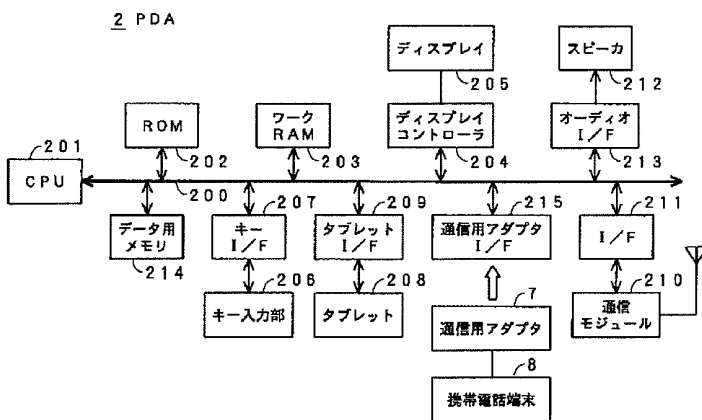 2 PDA
ディスプレイ
スピーカ
205
212
ROM
ワーク
RAM
ディスプレイ
コントローラ
オーディオ
I/F
201
202
203
204
213
CPU
200
207
209
215
211
データ用
メモリ
キー
I/F
タブレット
I/F
通信用アダプタ
I/F
I/F
214
206
208
7
210
キー入力部
タブレット
通信用アダプタ
通信
モジュール
8
携帯電話端末